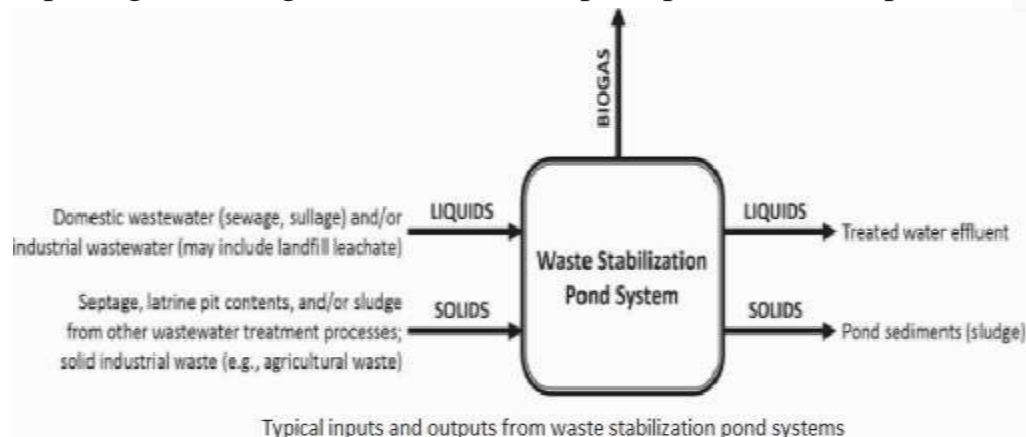 BIOGAS
Domestic wastewater (sewage, sullage) and/or
industrial wastewater (may include landfill leachate)
LIQUIDS
Septage, latrine pit contents, and/or sludge
from other wastewater treatment processes;
solid industrial waste (e.g., agricultural waste)
SOLIDS
Waste Stabilization
Pond System
LIQUIDS
Treated water effluent
SOLIDS
Pond sediments (sludge)
Typical inputs and outputs from waste stabilization pond systems